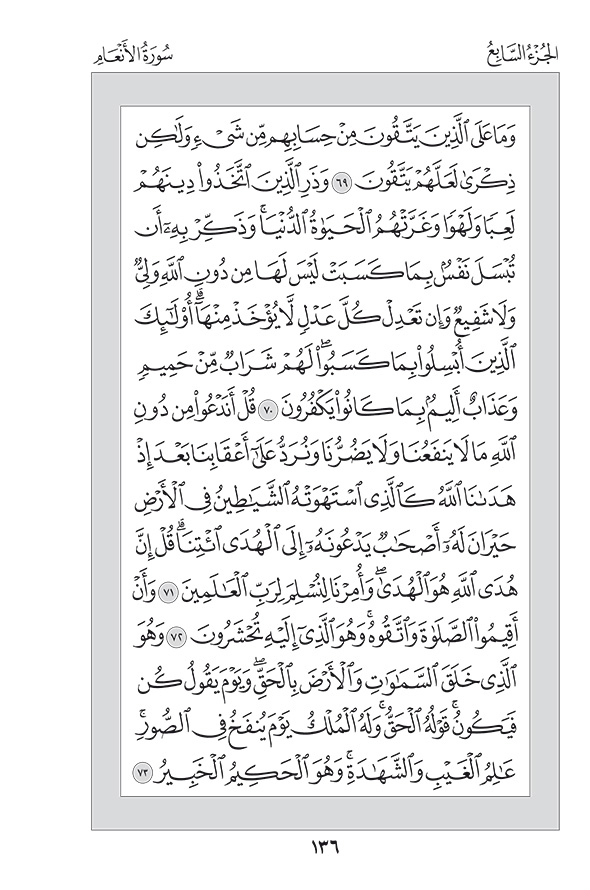 الجُزْءُ السَّابِعُ
سُورَةُ الأَنْعَام
وَمَا عَلَى ٱلَّذِينَ يَتَّقُونَ مِنْ حِسَابِهِم مِّن شَىْءٍ وَلَٰكِن
ذِكْرَىٰ لَعَلَّهُمْ يَتَّقُونَ ٦٩ وَذَرِ ٱلَّذِينَ ٱتَّخَذُوا۟ دِينَهُمْ
لَعِبًا وَلَهْوًا وَغَرَّتْهُمُ ٱلْحَيَوٰةُ ٱلدُّنْيَا ۚ وَذَكِّرْ بِهِۦٓ أَن
تُبْسَلَ نَفْسٌۢ بِمَا كَسَبَتْ لَيْسَ لَهَا مِن دُونِ ٱللَّهِ وَلِىٌّ
وَلَا شَفِيعٌ وَإِن تَعْدِلْ كُلَّ عَدْلٍ لَّا يُؤْخَذْ مِنْهَآ ۗ أُو۟لَٰٓئِكَ
ٱلَّذِينَ أُبْسِلُوا۟ بِمَا كَسَبُوا۟ ۖ لَهُمْ شَرَابٌ مِّنْ حَمِيمٍ
وَعَذَابٌ أَلِيمٌۢ بِمَا كَانُوا۟ يَكْفُرُونَ ٧٠ قُلْ أَنَدْعُوا۟ مِن دُونِ
ٱللَّهِ مَا لَا يَنفَعُنَا وَلَا يَضُرُّنَا وَنُرَدُّ عَلَىٰٓ أَعْقَابِنَا بَعْدَ إِذْ
هَدَىٰنَا ٱللَّهُ كَٱلَّذِى ٱسْتَهْوَتْهُ ٱلشَّيَٰطِينُ فِى ٱلْأَرْضِ
حَيْرَانَ لَهُۥٓ أَصْحَٰبٌ يَدْعُونَهُۥٓ إِلَى ٱلْهُدَى ٱئْتِنَا ۗ قُلْ إِنَّ
هُدَى ٱللَّهِ هُوَ ٱلْهُدَىٰ ۖ وَأُمِرْنَا لِنُسْلِمَ لِرَبِّ ٱلْعَٰلَمِينَ ٧١ وَأَنْ
أَقِيمُوا۟ ٱلصَّلَوٰةَ وَٱتَّقُوهُ ۚ وَهُوَ ٱلَّذِىٓ إِلَيْهِ تُحْشَرُونَ ٧٢ وَهُوَ
ٱلَّذِى خَلَقَ ٱلسَّمَٰوَٰتِ وَٱلْأَرْضَ بِٱلْحَقِّ ۖ وَيَوْمَ يَقُولُ كُن
فَيَكُونُ ۚ قَوْلُهُ ٱلْحَقُّ ۚ وَلَهُ ٱلْمُلْكُ يَوْمَ يُنفَخُ فِى ٱلصُّورِ ۚ
عَٰلِمُ ٱلْغَيْبِ وَٱلشَّهَٰدَةِ ۚ وَهُوَ ٱلْحَكِيمُ ٱلْخَبِيرُ ٧٣
١٣٦